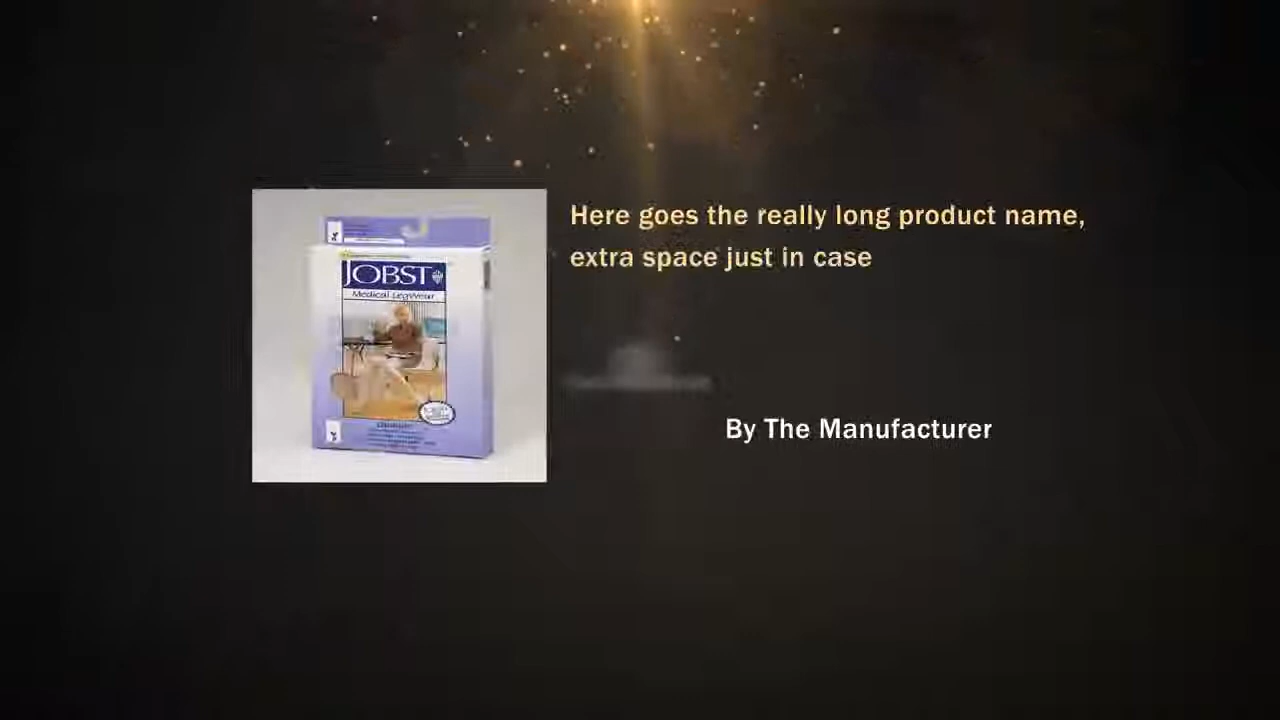 Here goes the really long product name,
extra space just in case
JOBST
Medical LegWear
By The Manufacturer